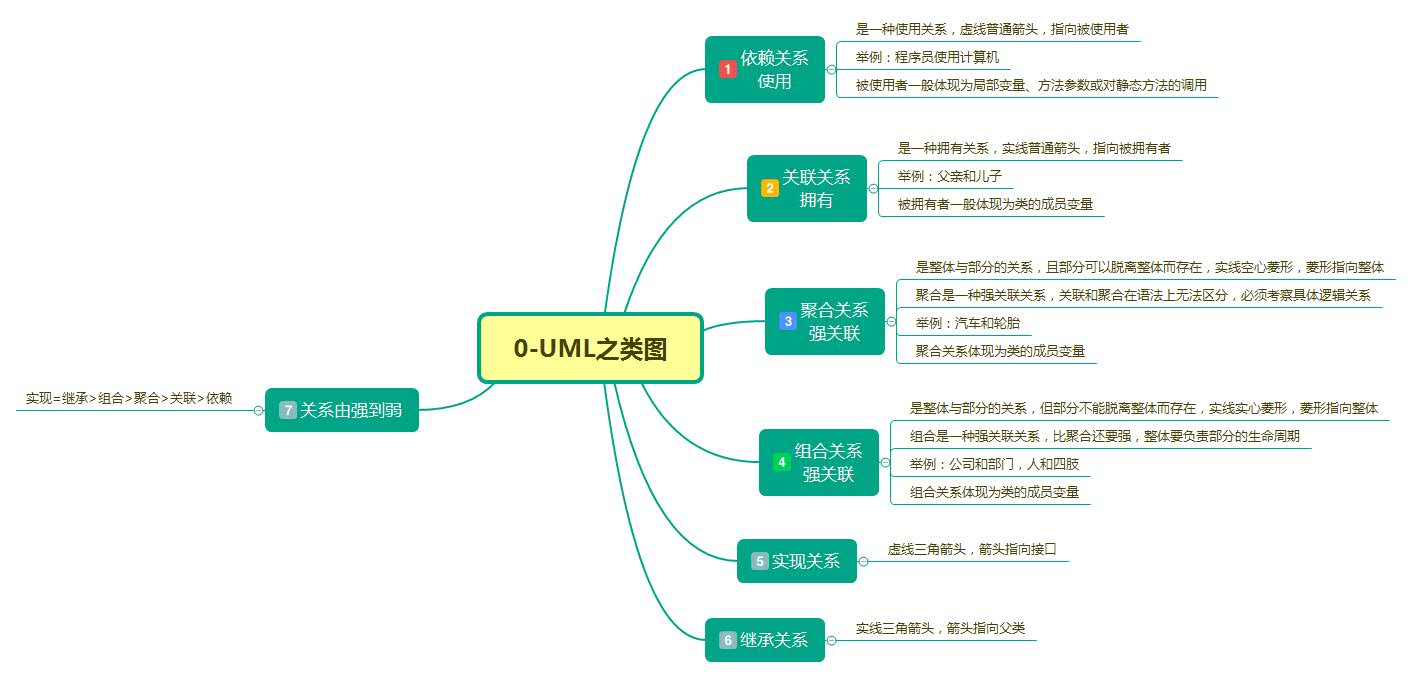 0-UML之类图
1
依赖关系
使用
是一种使用关系，虚线普通箭头，指向被使用者
举例：程序员使用计算机
被使用者一般体现为局部变量、方法参数或对静态方法的调用
2
关联关系
拥有
是一种拥有关系，实线普通箭头，指向被拥有者
举例：父亲和儿子
被拥有者一般体现为类的成员变量
3
聚合关系
强关联
是整体与部分的关系，且部分可以脱离整体而存在，实线空心菱形，菱形指向整体
聚合是一种强关联关系，关联和聚合在语法上无法区分，必须考察具体逻辑关系
举例：汽车和轮胎
聚合关系体现为类的成员变量
4
组合关系
强关联
是整体与部分的关系，但部分不能脱离整体而存在，实线实心菱形，菱形指向整体
组合是一种强关联关系，比聚合还要强，整体要负责部分的生命周期
举例：公司和部门，人和四肢
组合关系体现为类的成员变量
5
实现关系
虚线三角箭头，箭头指向接口
6
继承关系
实线三角箭头，箭头指向父类
7
关系由强到弱
实现=继承>组合>聚合>关联>依赖